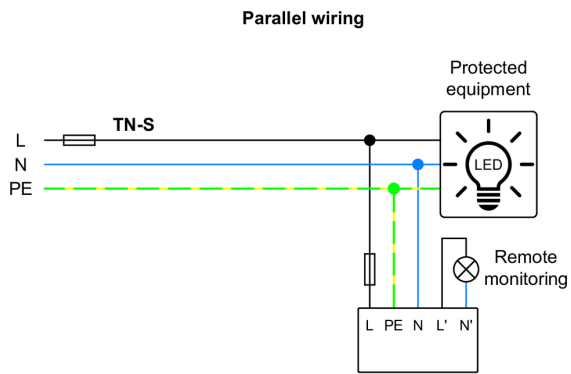 Parallel wiring
Protected
equipment
TN-S
L
N
PE
LED
Remote
monitoring
L PE N L' N'